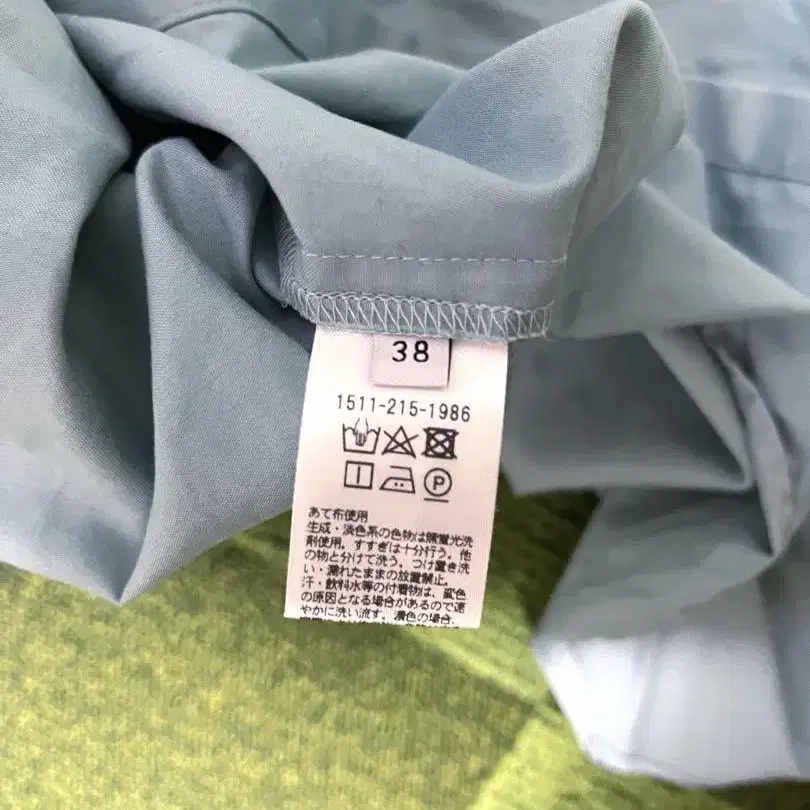 38
1511-215-1986
P
あて布使用
生成・淡色系の色物は無蛍光洗
剤使用。すすぎは十分行う。他
の物と分けて洗う。つけ置き洗
い・濡れたままの放置禁止。
汗・飲料水等の付着物は、変色
の原因となる場合があるので速
やかに洗い流す。濃色の場合、